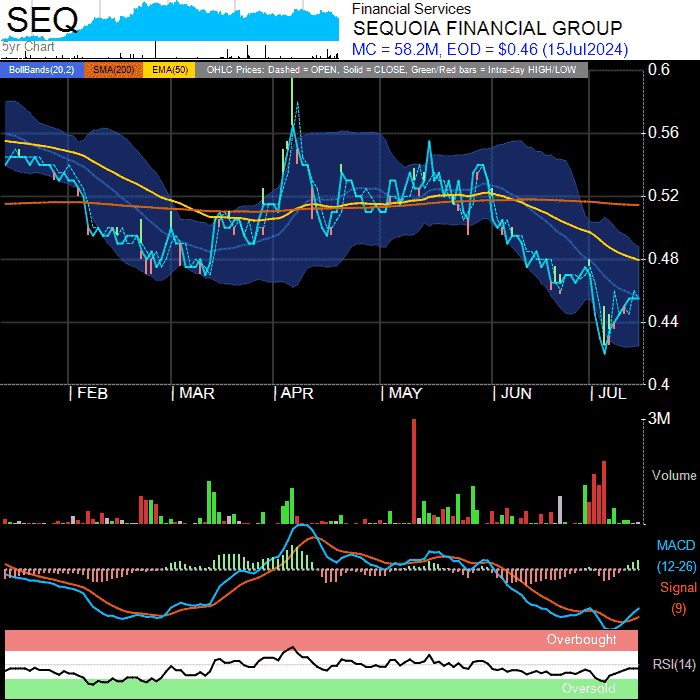 SEQ
5yr Chart
Financial Services
SEQUOIA FINANCIAL GROUP
MC = 58.2M, EOD = $0.46 (15Jul2024)
BollBands(20,2) SMA(200) EMA(50) OHLC Prices: Dashed = OPEN, Solid = CLOSE, Green/Red bars = Intra-day HIGH/LOW
0.6
0.56
0.52
0.48
0.44
0.4
FEB MAR APR MAY JUN JUL
3M
Volume
MACD
(12-26)
Signal
(9)
Overbought
RSI(14)
Oversold